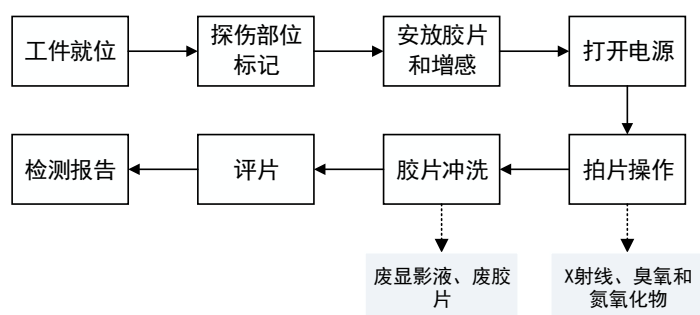 工件就位
探伤部位
标记
安放胶片
和增感
打开电源
检测报告
评片
胶片冲洗
拍片操作
废显影液、废胶
片
X射线、臭氧和
氮氧化物